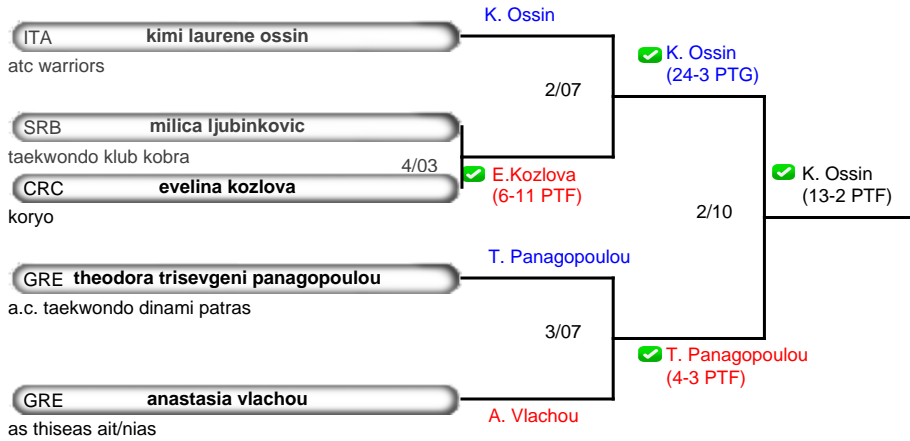 K. Ossin
ITA kimi laurene ossin
atc warriors
K. Ossin
(24-3 PTG)
2/07
SRB milica ljubinkovic
taekwondo klub kobra
4/03
E.Kozlova
(6-11 PTF)
CRC evelina kozlova
koryo
K. Ossin
(13-2 PTF)
2/10
T. Panagopoulou
GRE theodora trisevgeni panagopoulou
a.c. taekwondo dinami patras
3/07
T. Panagopoulou
(4-3 PTF)
GRE anastasia vlachou
A. Vlachou
as thiseas ait/nias